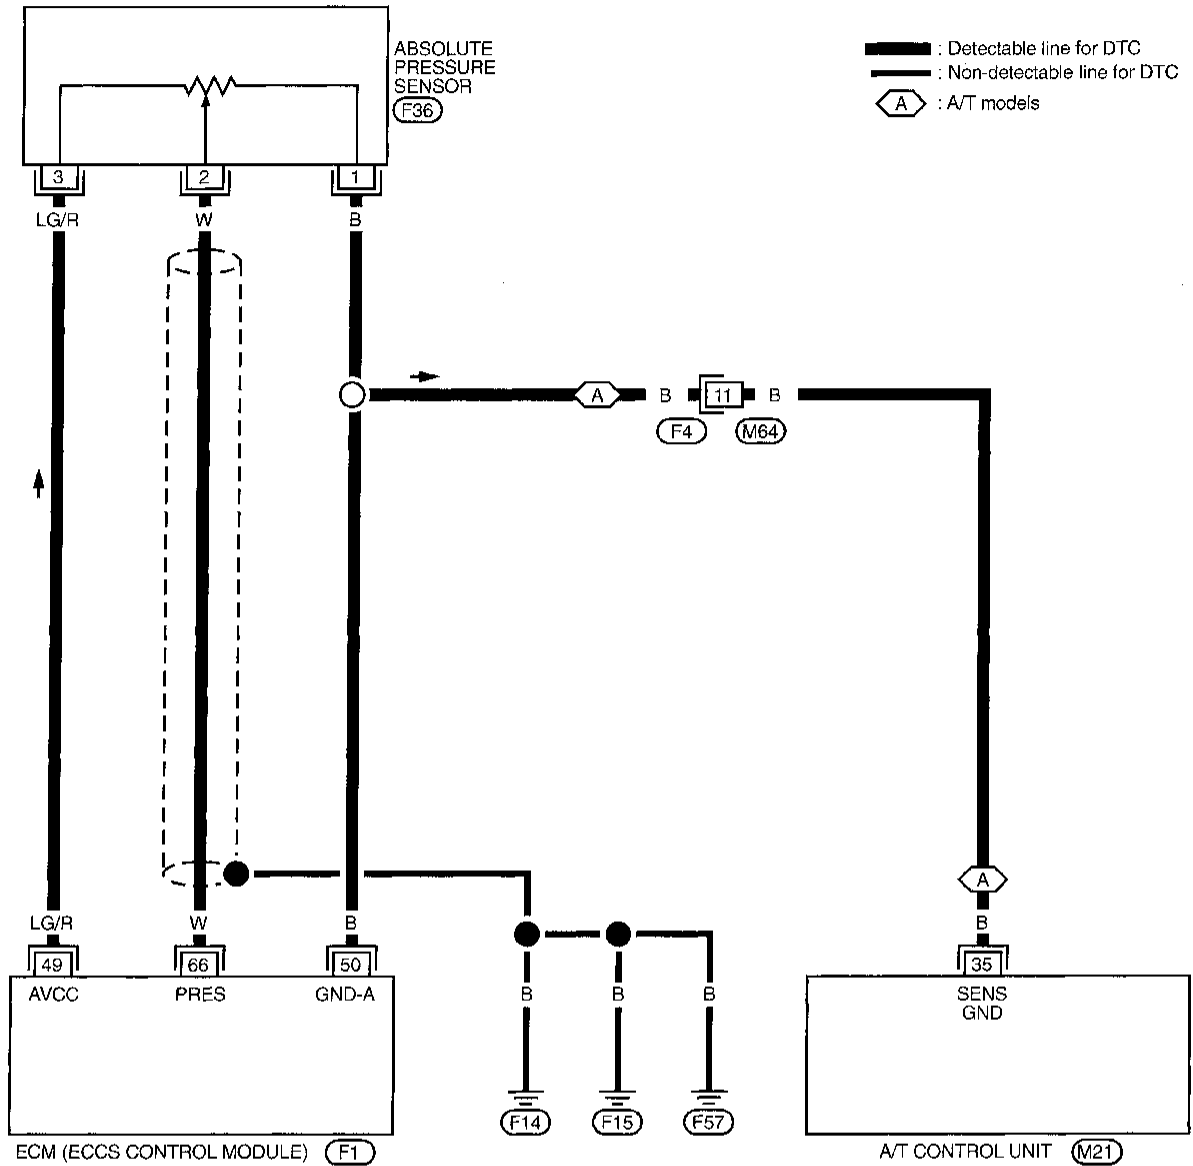 ABSOLUTE
PRESSURE
SENSOR
F36
: Detectable line for DTC
: Non-detectable line for DTC
A : A/T models
3 2 1
LG/R W B
A B 11 B
F4 M64
A
LG/R W B B
49 66 50 35
AVCC PRES GND-A
B B B
SENS
GND
F14 F15 F57
ECM (ECCS CONTROL MODULE) F1
A/T CONTROL UNIT M21